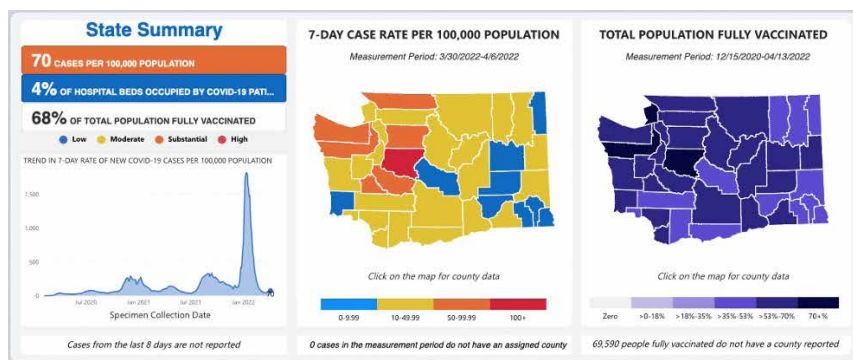 State Summary
70 CASES PER 100,000 POPULATION
4% OF HOSPITAL BEDS OCCUPIED BY COVID-19 PATI...
68% OF TOTAL POPULATION FULLY VACCINATED
Low Moderate Substantial High
TREND IN 7-DAY RATE OF NEW COVID-19 CASES PER 100,000 POPULATION
1,500
500
0
70
Jul 2020 Jan 2021 Jul 2021 Jan 2022
Specimen Collection Date
Cases from the last 8 days are not reported
7-DAY CASE RATE PER 100,000 POPULATION
Measurement Period: 3/30/2022-4/6/2022
Click on the map for county data
0-9.99 10-49.99 50-99.99 100+
0 cases in the measurement period do not have an assigned county
TOTAL POPULATION FULLY VACCINATED
Measurement Period: 12/15/2020-04/13/2022
Click on the map for county data
Zero >0-18% >18-35% >35%-53% >53%-70% 70+%
69,590 people fully vaccinated do not have a county reported